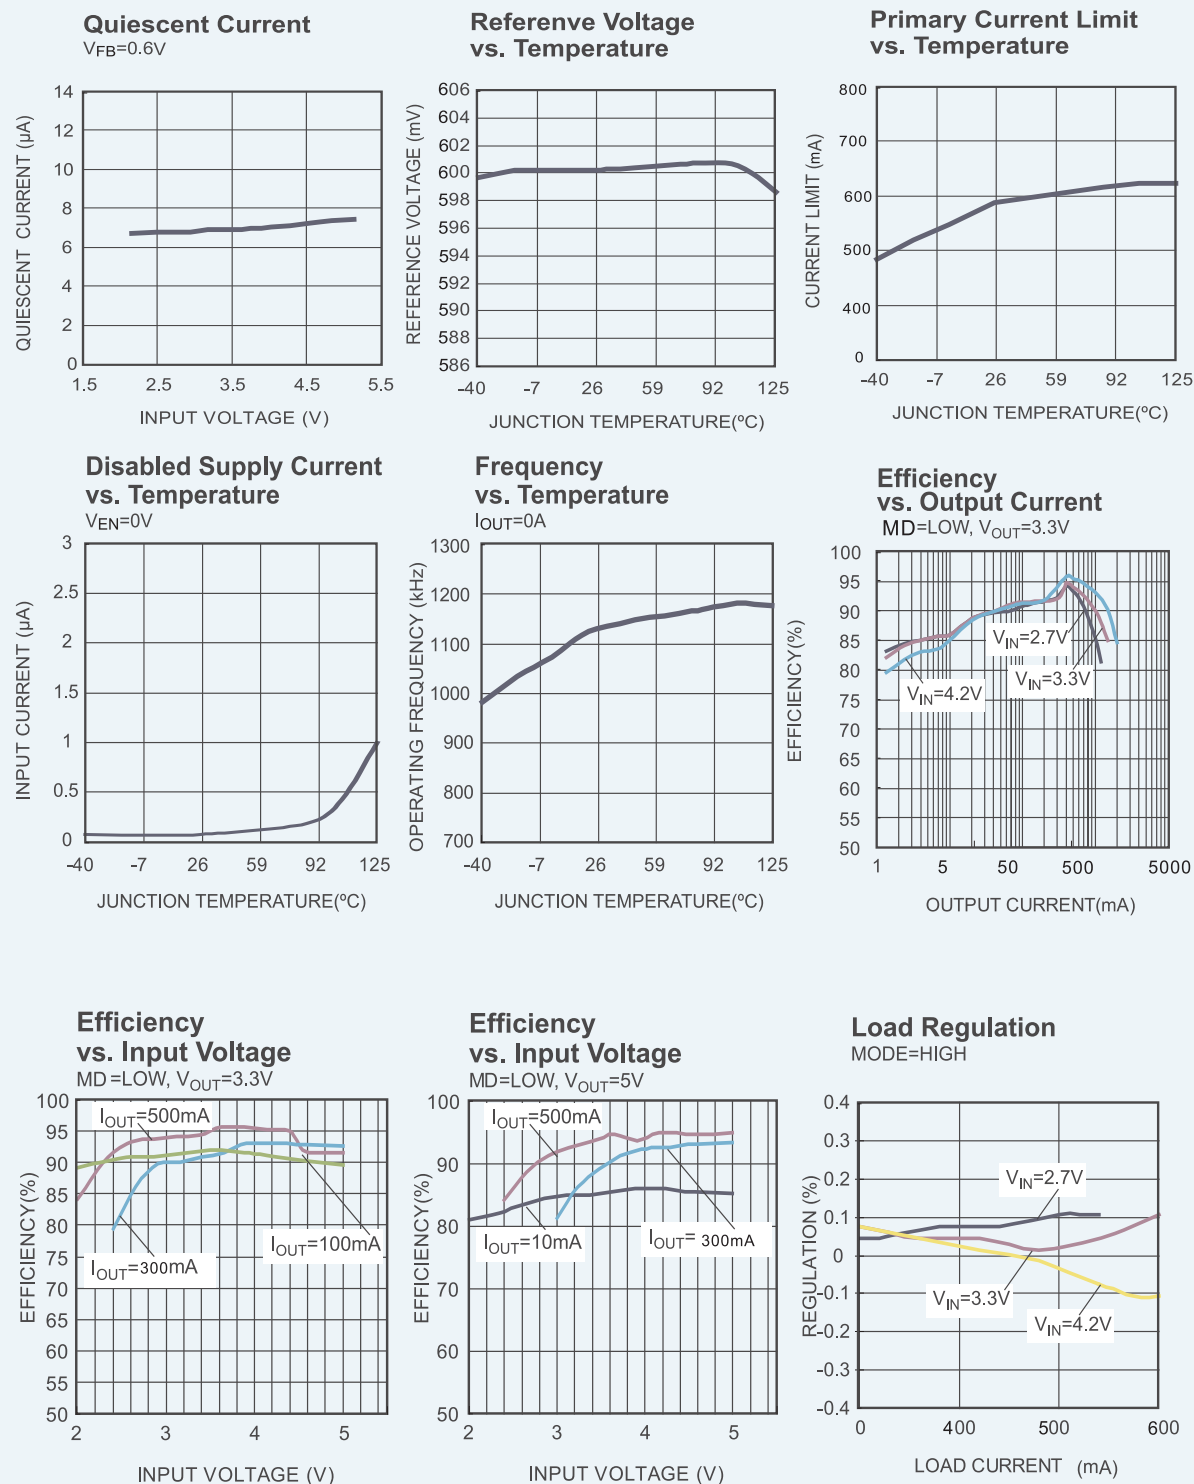 Quiescent Current
VFB=0.6V
QUIESCENT CURRENT (µA)
14
12
10
8
6
4
2
0
1.5 2.5 3.5 4.5 5.5
INPUT VOLTAGE (V)
Referenve Voltage
vs. Temperature
REFERENCE VOLTAGE (mV)
606
604
602
600
598
596
594
592
590
588
586
-40 -7 26 59 92 125
JUNCTION TEMPERATURE(ºC)
Primary Current Limit
vs. Temperature
CURRENT LIMIT (mA)
800
700
600
500
400
0
-40 -7 26 59 92 125
JUNCTION TEMPERATURE(ºC)
Disabled Supply Current
vs. Temperature
VEN=0V
INPUT CURRENT (µA)
3
2.5
2
1.5
1
0.5
0
-40 -7 26 59 92 125
JUNCTION TEMPERATURE(ºC)
Frequency
vs. Temperature
IOUT=0A
OPERATING FREQUENCY (kHz)
1300
1200
1100
1000
900
800
700
-40 -7 26 59 92 125
JUNCTION TEMPERATURE(ºC)
Efficiency
vs. Output Current
MD=LOW, VOUT=3.3V
EFFICIENCY(%)
100
95
90
85
80
75
70
65
60
55
50
VIN=2.7V
VIN=3.3V
VIN=4.2V
1 5 50 500 5000
OUTPUT CURRENT(mA)
Efficiency
vs. Input Voltage
MD=LOW, VOUT=3.3V
EFFICIENCY(%)
100
95
90
85
80
75
70
65
60
55
50
IOUT=500mA
IOUT=100mA
IOUT=300mA
2 3 4 5
INPUT VOLTAGE (V)
Efficiency
vs. Input Voltage
MD=LOW, VOUT=5V
EFFICIENCY(%)
100
90
80
70
60
50
IOUT=500mA
IOUT=10mA
IOUT= 300mA
2 3 4 5
INPUT VOLTAGE (V)
Load Regulation
MODE=HIGH
REGULATION (%)
0.4
0.3
0.2
0.1
0
-0.1
-0.2
-0.3
-0.4
VIN=2.7V
VIN=3.3V
VIN=4.2V
0 400 500 600
LOAD CURRENT (mA)